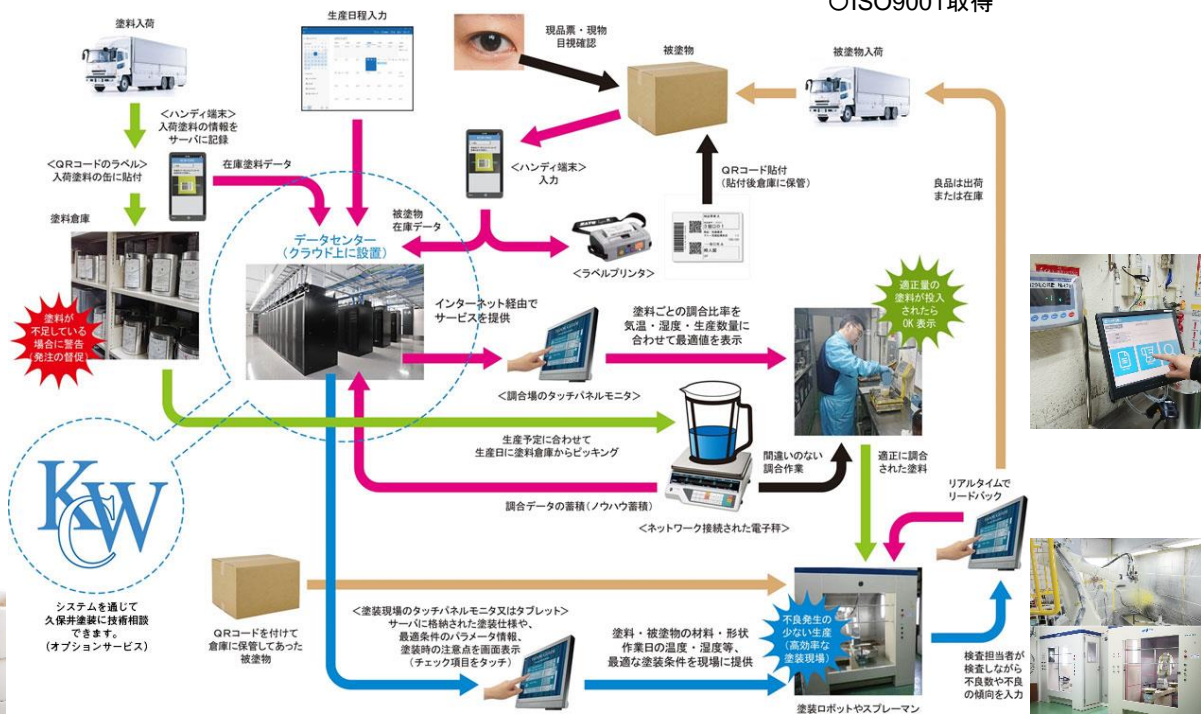 〇ISO9001取得
塗料入荷
生産日程入力
現品票・現物
目視確認
被塗物
被塗物入荷
<ハンディ端末>
入荷塗料の情報を
サーバに記録
<QRコードのラベル>
入荷塗料の缶に貼付
在庫塗料データ
<ハンディ端末>
入力
QRコード貼付
(貼付後倉庫に保管)
良品は出荷
または在庫
塗料倉庫
被塗物
在庫データ
データセンター
(クラウド上に設置)
<ラベルプリンタ>
塗料が
不足している
場合に警告
(発注の督促)
インターネット経由で
サービスを提供
塗料ごとの調合比率を
気温・湿度・生産数量に
合わせて最適値を表示
適正量の
塗料が投入
されたら
OK表示
<調合場のタッチパネルモニタ>
生産予定に合わせて
生産日に塗料倉庫からピッキング
間違いのない
調合作業
適正に調合
された塗料
調合データの蓄積(ノウハウ蓄積)
<ネットワーク接続された電子秤>
リアルタイムで
リードバック
KCW
システムを通じて
久保井塗装に技術相談
できます。
(オプションサービス)
QRコードを付けて
倉庫に保管してあった
被塗物
<塗装現場のタッチパネルモニタ又はタブレット>
サーバに格納された塗装仕様や、
最適条件のパラメータ情報、
塗装時の注意点を画面表示
(チェック項目をタッチ)
塗料・被塗物の材料・形状
作業日の温度・湿度等、
最適な塗装条件を現場に提供
不良発生の
少ない生産
(高効率な
塗装現場)
塗装ロボットやスプレーマン
検査担当者が
検査しながら
不良数や不良
の傾向を入力